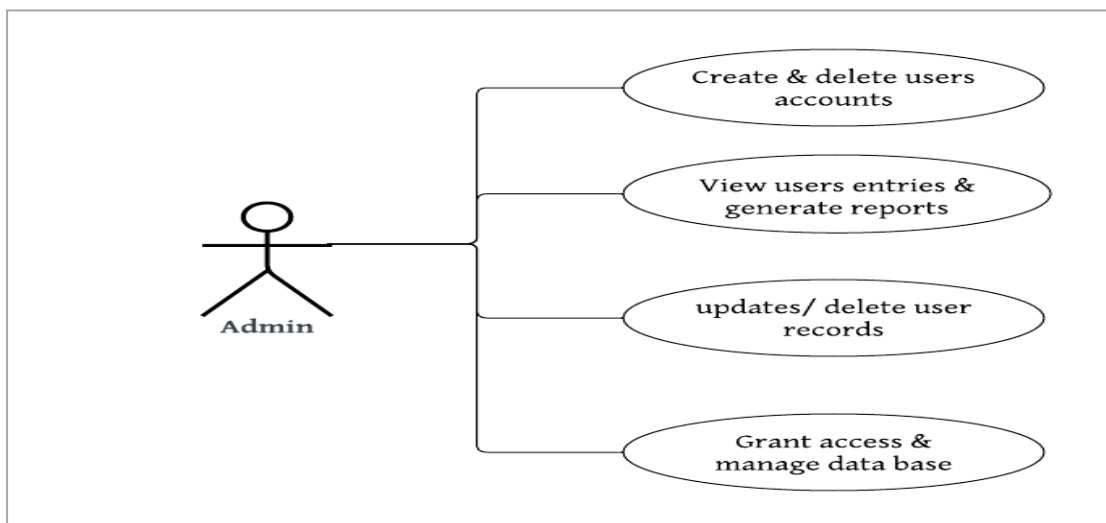 Create & delete users
accounts
View users entries &
generate reports
Admin
updates/ delete user
records
Grant access &
manage data base